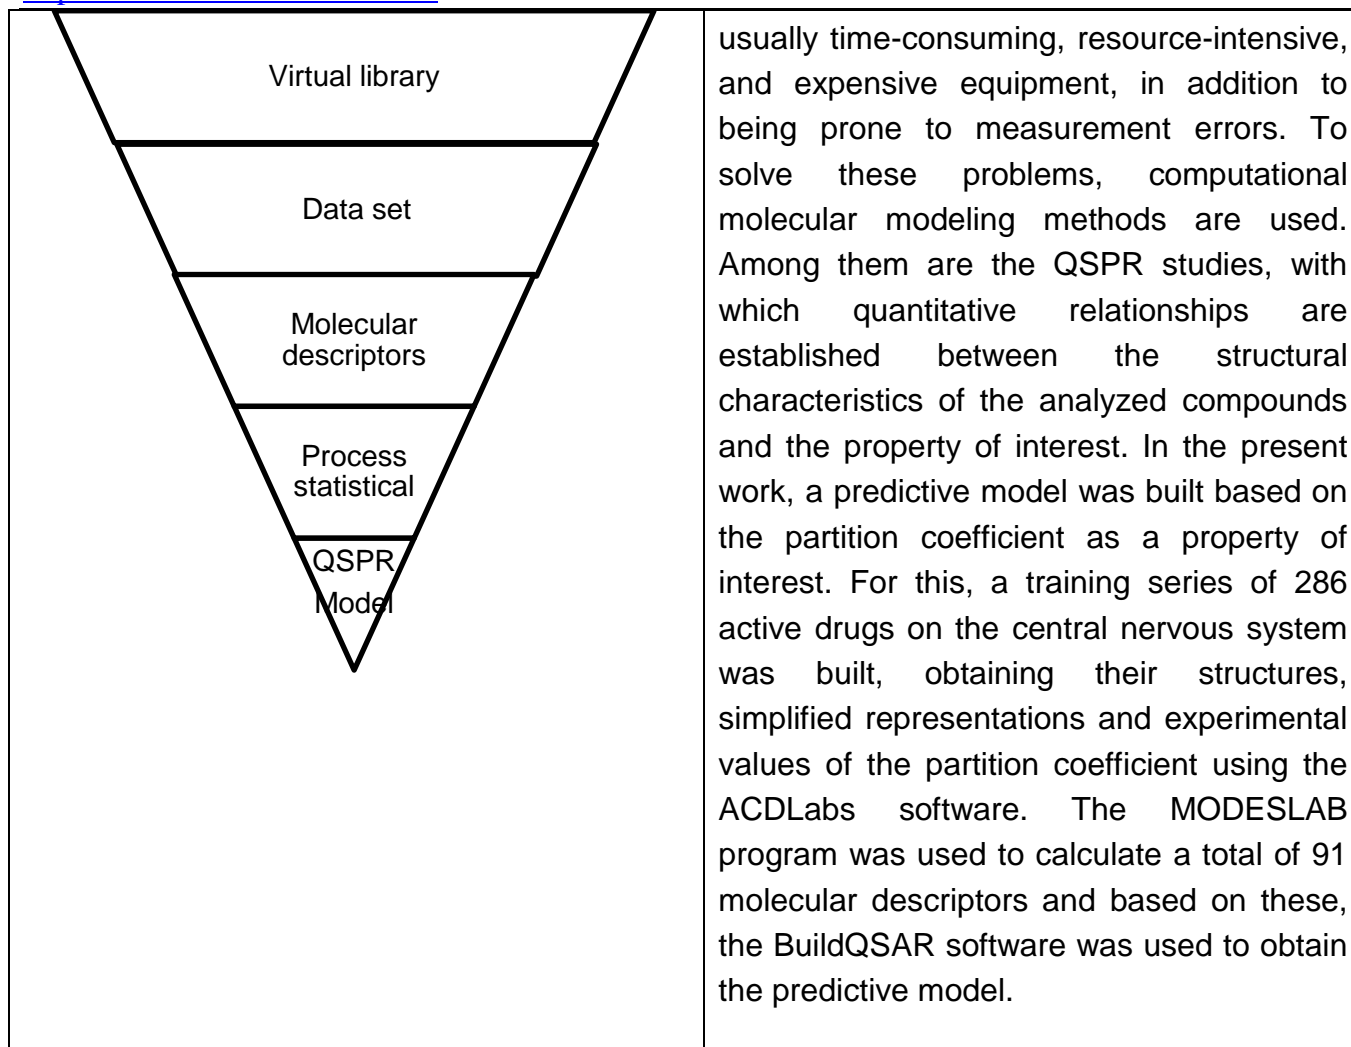 Virtual library
Data set
Molecular
descriptors
Process
statistical
QSPR
Model
usually time-consuming, resource-intensive,
and expensive equipment, in addition to
being prone to measurement errors. To
solve these problems, computational
molecular modeling methods are used.
Among them are the QSPR studies, with
which quantitative relationships are
established between the structural
characteristics of the analyzed compounds
and the property of interest. In the present
work, a predictive model was built based on
the partition coefficient as a property of
interest. For this, a training series of 286
active drugs on the central nervous system
was built, obtaining their structures,
simplified representations and experimental
values of the partition coefficient using the
ACDLabs software. The MODESLAB
program was used to calculate a total of 91
molecular descriptors and based on these,
the BuildQSAR software was used to obtain
the predictive model.